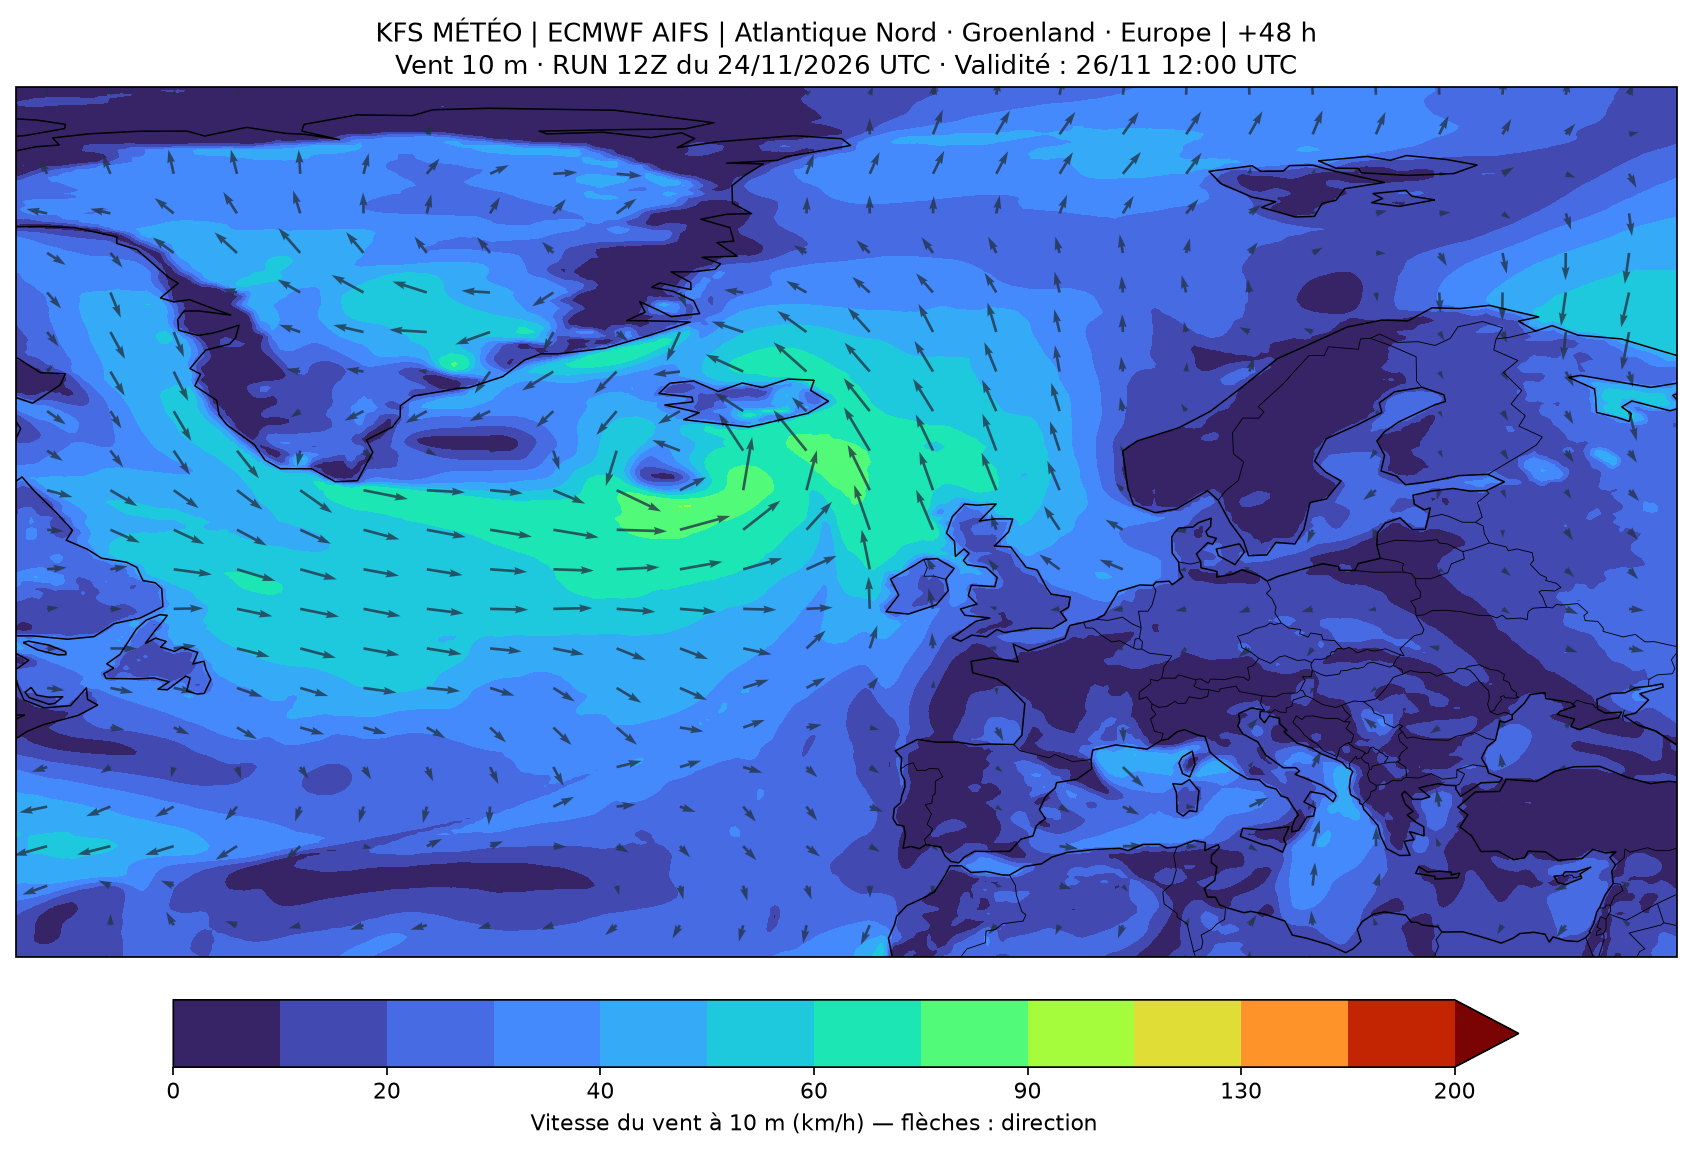 KFS MÉTÉO | ECMWF AIFS | Atlantique Nord · Groenland · Europe | +48 h
Vent 10 m · RUN 12Z du 24/11/2026 UTC · Validité : 26/11 12:00 UTC
0 20 40 60 90 130 200
Vitesse du vent à 10 m (km/h) — flèches : direction